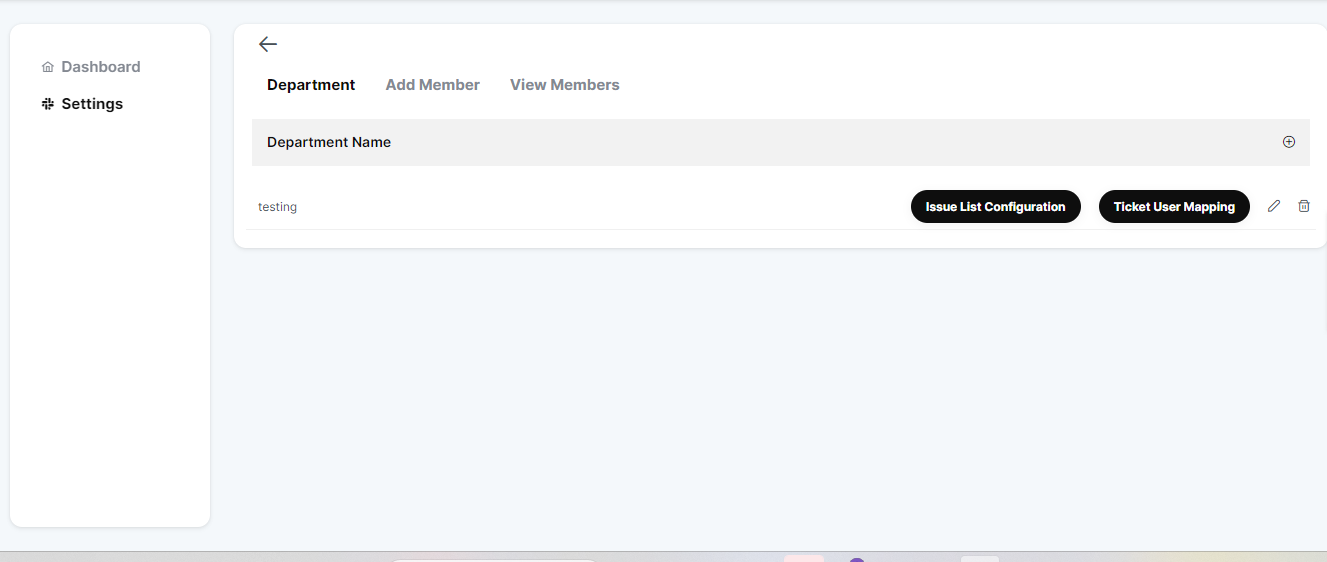 Dashboard
Settings
Department Add Member View Members
Department Name
testing Issue List Configuration Ticket User Mapping